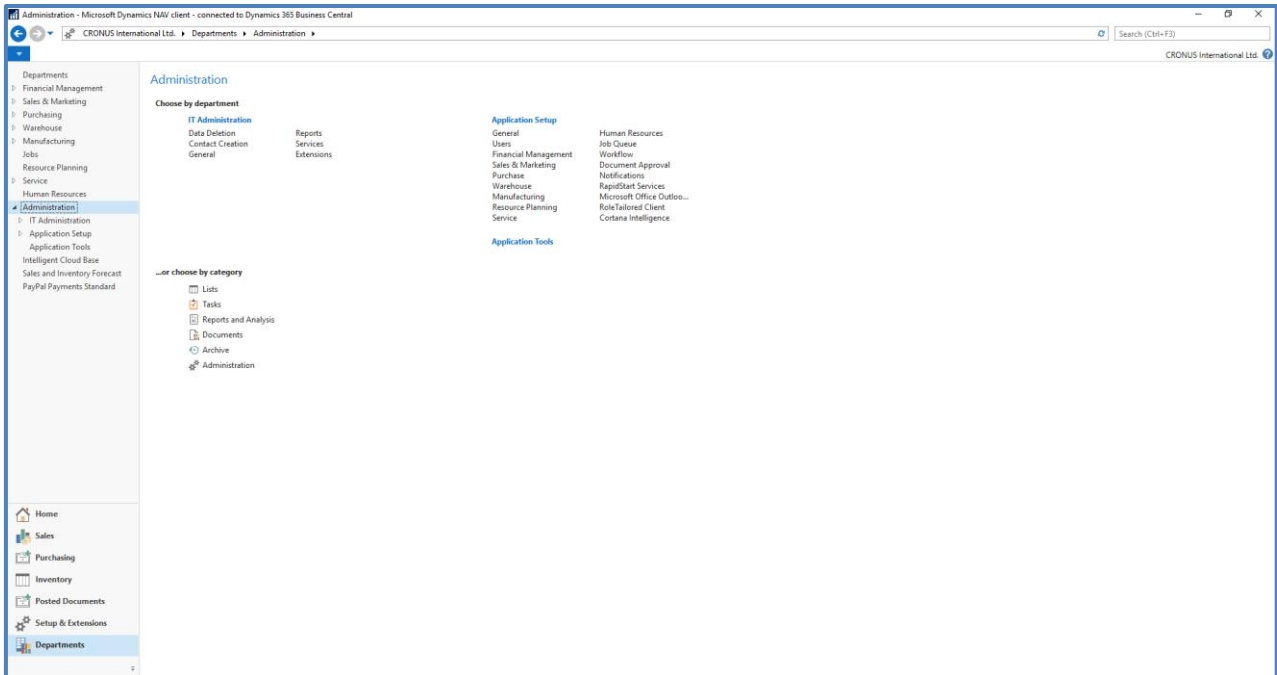 Administration - Microsoft Dynamics NAV client - connected to Dynamics 365 Business Central
CRONUS International Ltd. Departments Administration Search (Ctrl+F3)
CRONUS International Ltd.
Departments
Financial Management
Sales & Marketing
Purchasing
Warehouse
Manufacturing
Jobs
Resource Planning
Service
Human Resources
Administration
IT Administration
Application Setup
Application Tools
Intelligent Cloud Base
Sales and Inventory Forecast
PayPal Payments Standard
Home
Sales
Purchasing
Inventory
Posted Documents
Setup & Extensions
Departments
Administration
Choose by department
IT Administration
Data Deletion
Contact Creation
General
Reports
Services
Extensions
Application Setup
General
Users
Financial Management
Sales & Marketing
Purchase
Warehouse
Manufacturing
Resource Planning
Service
Human Resources
Job Queue
Workflow
Document Approval
Notifications
RapidStart Services
Microsoft Office Outloo...
RoleTailored Client
Cortana Intelligence
Application Tools
...or choose by category
Lists
Tasks
Reports and Analysis
Documents
Archive
Administration